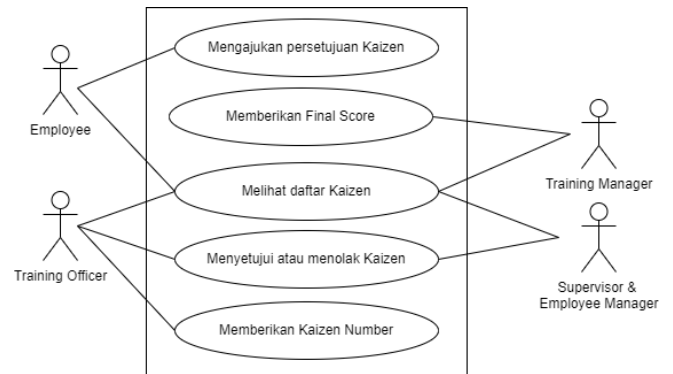 Mengajukan persetujuan Kaizen
Employee
Memberikan Final Score
Training Manager
Melihat daftar Kaizen
Training Officer
Menyetujui atau menolak Kaizen
Supervisor &
Employee Manager
Memberikan Kaizen Number